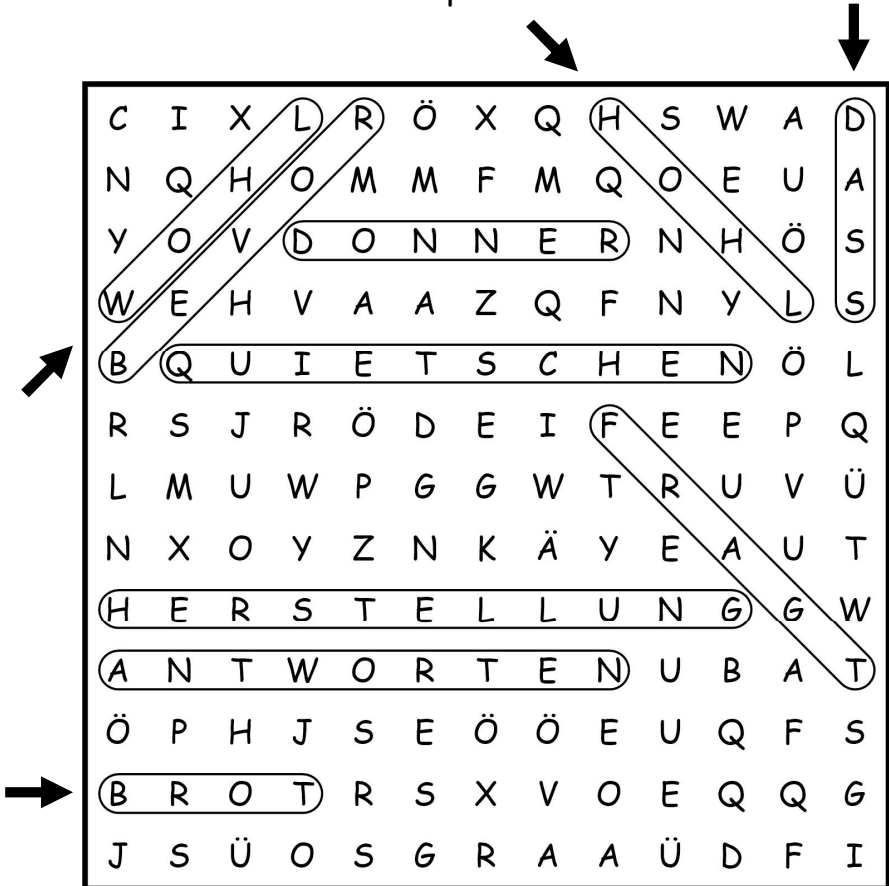 C I X L R Ö X Q H S W A D
N Q H O M M F M Q O E U A
Y O V D O N N E R N H Ö S
W E H V A A Z Q F N Y L S
B Q U I E T S C H E N Ö L
R S J R Ö D E I F E E P Q
L M U W P G G W T R U V Ü
N X O Y Z N K Ä Y E A U T
H E R S T E L L U N G G W
A N T W O R T E N U B A T
Ö P H J S E Ö Ö E U Q F S
B R O T R S X V O E Q Q G
J S Ü O S G R A A Ü D F I